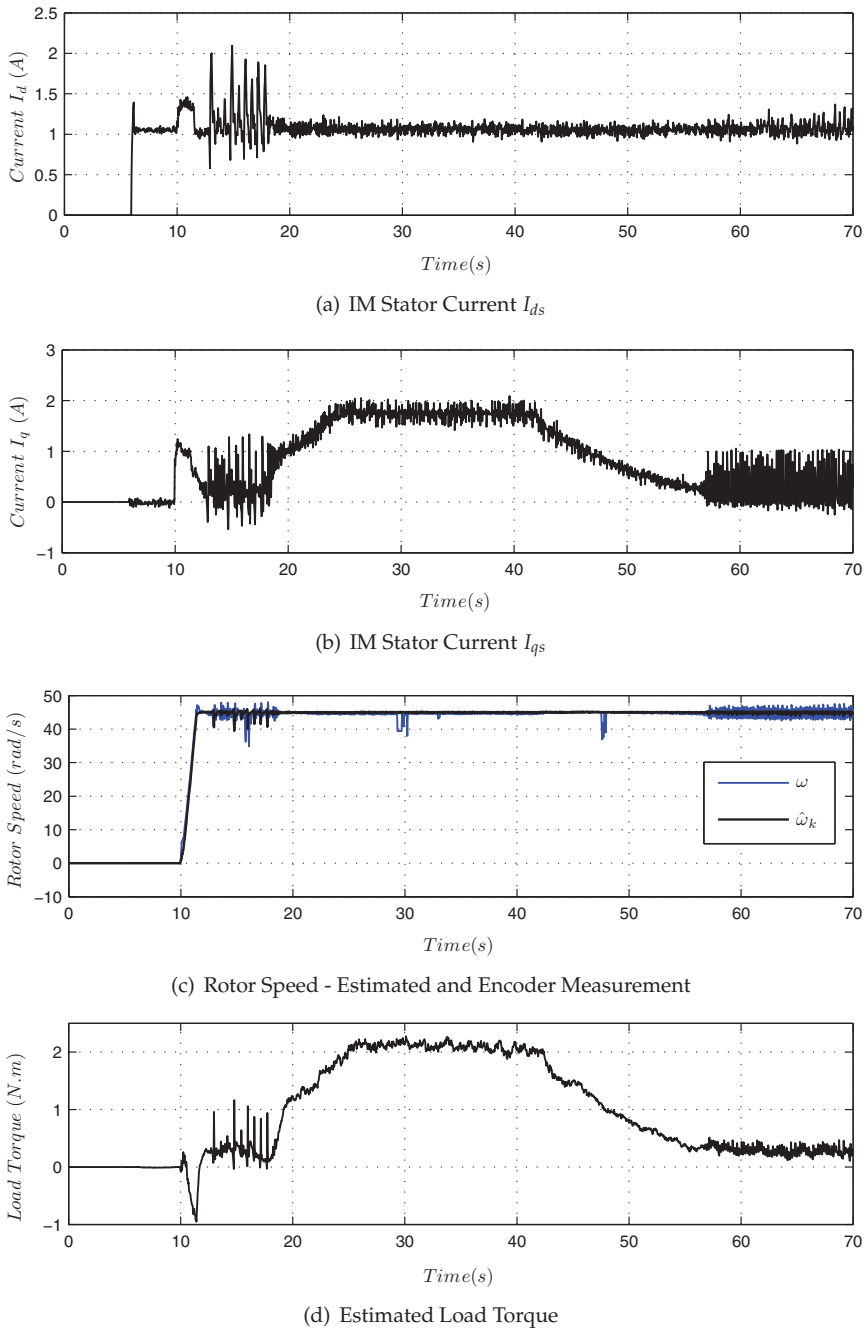 2.5
2
1.5
1
0.5
0
Current I_d (A)
0 10 20 30 40 50 60 70
Time(s)
(a) IM Stator Current I_ds
3
2
1
0
−1
Current I_q (A)
0 10 20 30 40 50 60 70
Time(s)
(b) IM Stator Current I_qs
50
40
30
20
10
0
−10
Rotor Speed (rad/s)
ω
ω̂_k
0 10 20 30 40 50 60 70
Time(s)
(c) Rotor Speed - Estimated and Encoder Measurement
2
1
0
−1
Load Torque (N.m)
0 10 20 30 40 50 60 70
Time(s)
(d) Estimated Load Torque